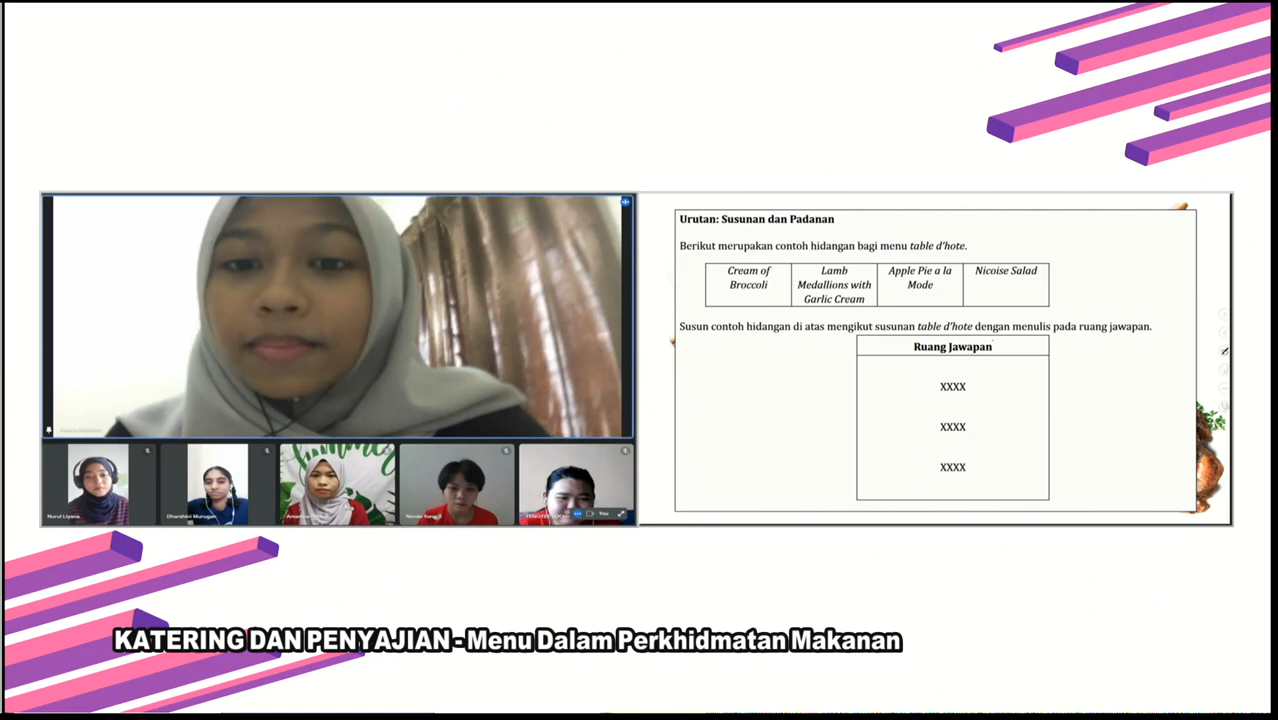 Urutan: Susunan dan Padanan
Berikut merupakan contoh hidangan bagi menu table d'hote.
Cream of
Broccoli
Lamb
Medallions with
Garlic Cream
Apple Pie a la
Mode
Nicoise Salad
Susun contoh hidangan di atas mengikut susunan table d'hote dengan menulis pada ruang jawapan.
Ruang Jawapan
XXXX
XXXX
XXXX
Nurul Liyana
Dharshini Murugan
You
KATERING DAN PENYAJIAN - Menu Dalam Perkhidmatan Makanan